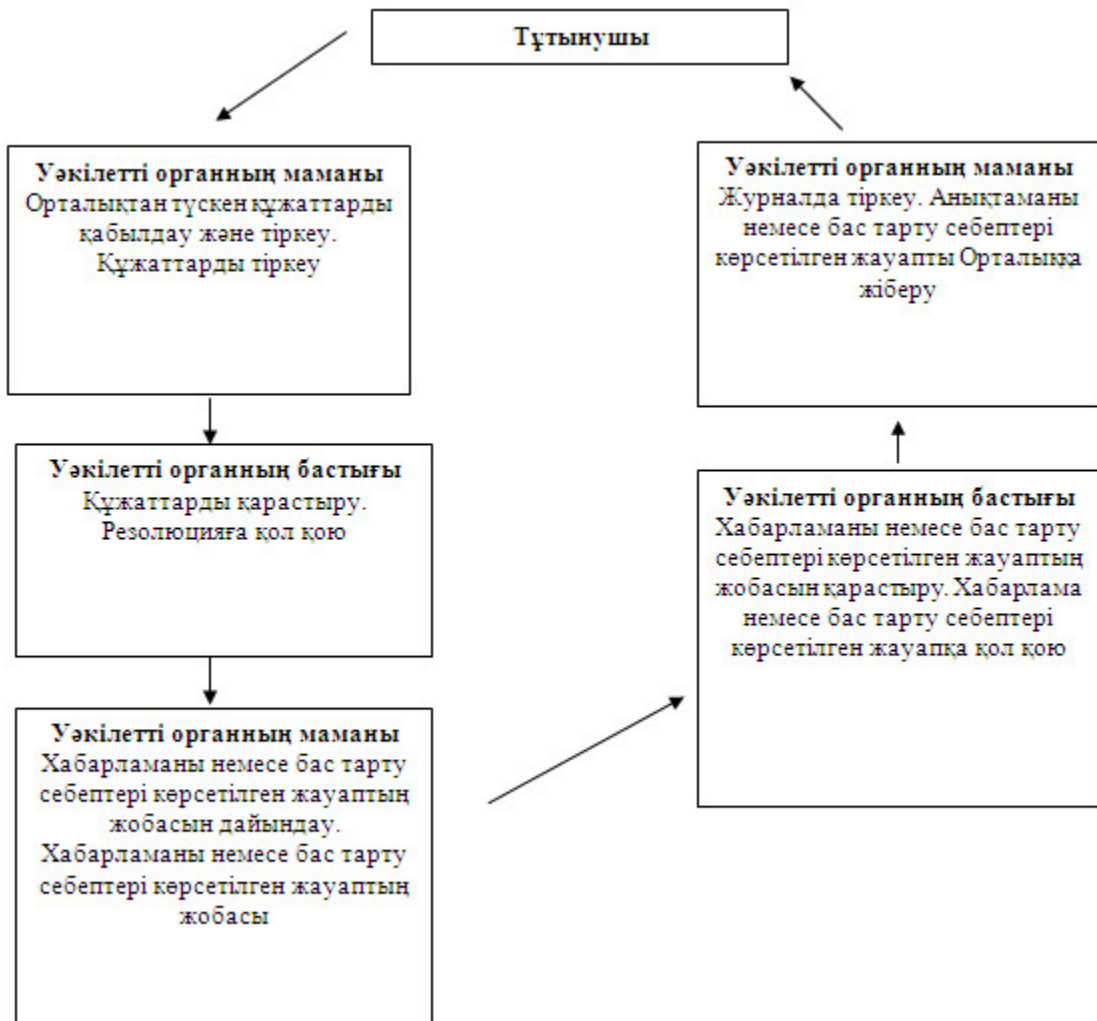 Тұтынушы
Уәкілетті органның маманы
Орталықтан түскен құжаттарды
қабылдау және тіркеу.
Құжаттарды тіркеу
Уәкілетті органның бастығы
Құжаттарды қарастыру.
Резолюцияға қол қою
Уәкілетті органның маманы
Хабарламаны немесе бас тарту
себептері көрсетілген жауаптың
жобасын дайындау.
Хабарламаны немесе бас тарту
себептері көрсетілген жауаптың
жобасы
Уәкілетті органның бастығы
Хабарламаны немесе бас тарту
себептері көрсетілген жауаптың
жобасын қарастыру. Хабарлама
немесе бас тарту себептері
көрсетілген жауапқа қол қою
Уәкілетті органның маманы
Журналда тіркеу. Анықтаманы
немесе бас тарту себептері
көрсетілген жауапты Орталыққа
жіберу